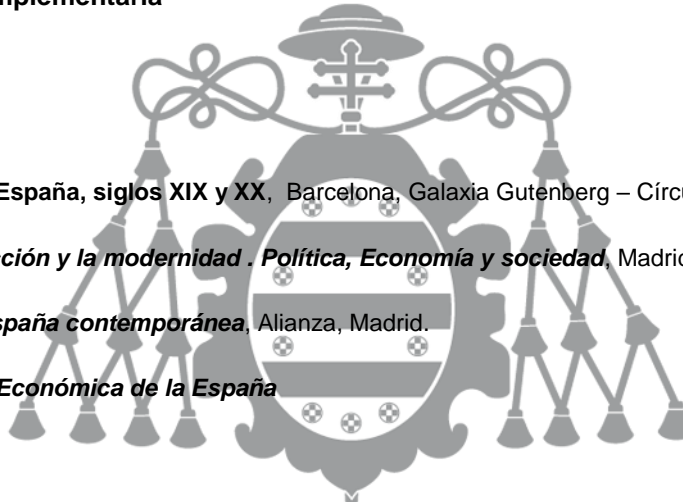 mplementaria
España, siglos XIX y XX, Barcelona, Galaxia Gutenberg – Círcu
cción y la modernidad . Política, Economía y sociedad, Madrid
spaña contemporánea, Alianza, Madrid.
Económica de la España